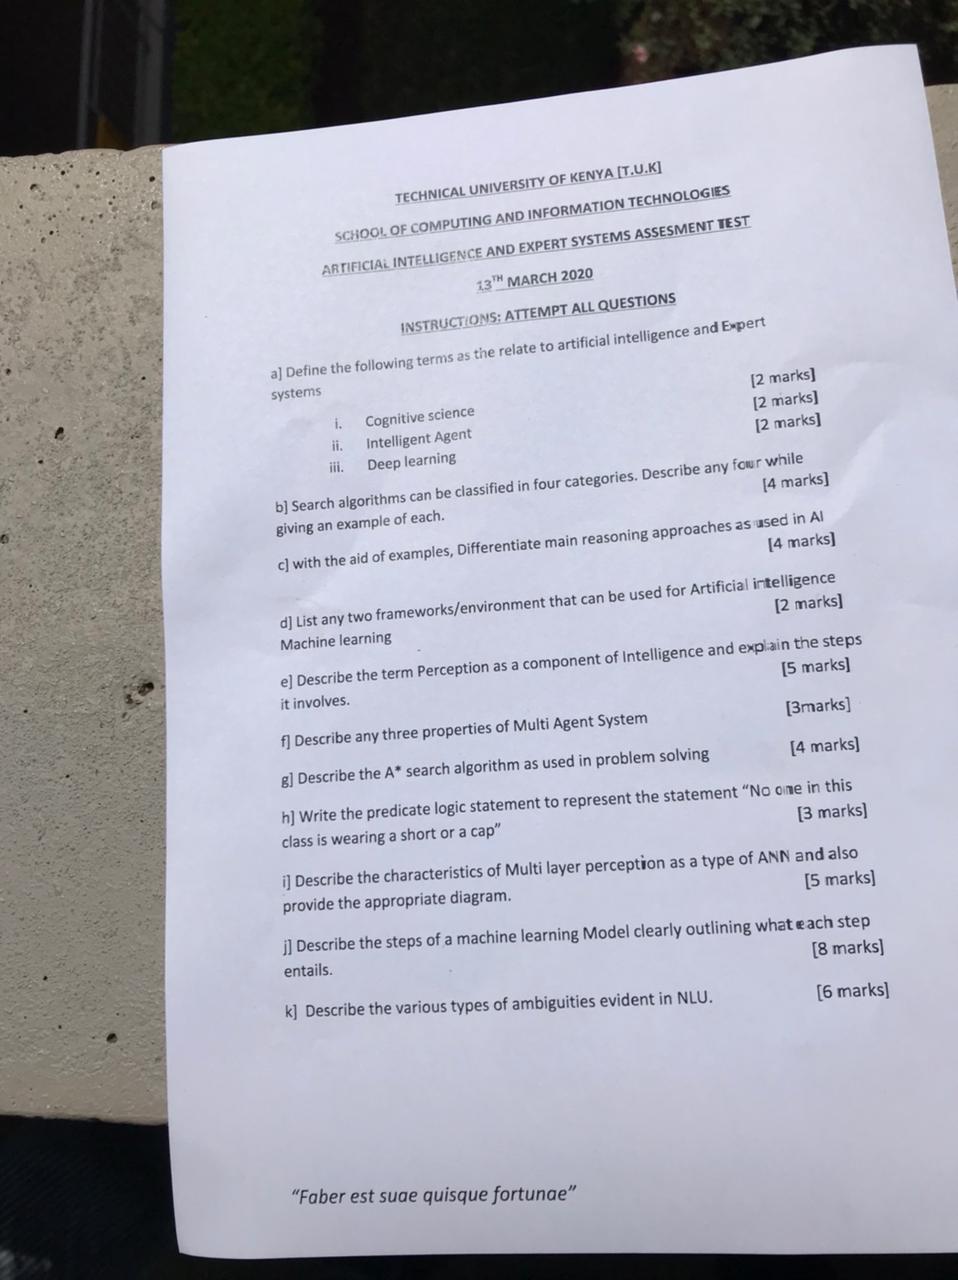 TECHNICAL UNIVERSITY OF KENYA [T.U.K]
SCHOOL OF COMPUTING AND INFORMATION TECHNOLOGIES
ARTIFICIAL INTELLIGENCE AND EXPERT SYSTEMS ASSESMENT TEST
13TH MARCH 2020
INSTRUCTIONS: ATTEMPT ALL QUESTIONS
a] Define the following terms as the relate to artificial intelligence and Expert
systems
i. Cognitive science [2 marks]
ii. Intelligent Agent [2 marks]
iii. Deep learning [2 marks]
b] Search algorithms can be classified in four categories. Describe any four while
giving an example of each. [4 marks]
c] with the aid of examples, Differentiate main reasoning approaches as used in AI
[4 marks]
d] List any two frameworks/environment that can be used for Artificial intelligence
Machine learning [2 marks]
e] Describe the term Perception as a component of Intelligence and explain the steps
it involves. [5 marks]
f] Describe any three properties of Multi Agent System [3marks]
g] Describe the A* search algorithm as used in problem solving [4 marks]
h] Write the predicate logic statement to represent the statement “No one in this
class is wearing a short or a cap” [3 marks]
i] Describe the characteristics of Multi layer perception as a type of ANN and also
provide the appropriate diagram. [5 marks]
j] Describe the steps of a machine learning Model clearly outlining what each step
entails. [8 marks]
k] Describe the various types of ambiguities evident in NLU. [6 marks]
“Faber est suae quisque fortunae”